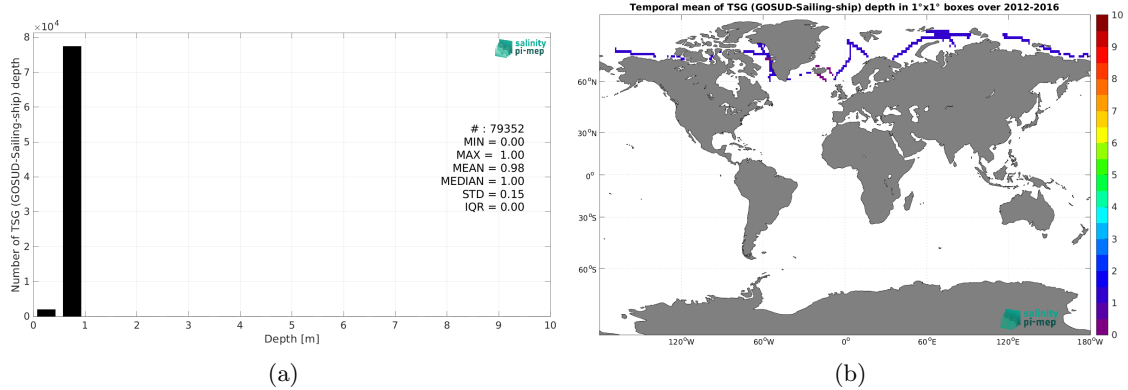 ×10⁴
8
7
6
5
4
3
2
1
0
Number of TSG (GOSUD-Sailing-ship) depth
salinity
pi-mep
# : 79352
MIN = 0.00
MAX = 1.00
MEAN = 0.98
MEDIAN = 1.00
STD = 0.15
IQR = 0.00
0 1 2 3 4 5 6 7 8 9 10
Depth [m]
(a)
Temporal mean of TSG (GOSUD-Sailing-ship) depth in 1°x1° boxes over 2012-2016
60°N
30°N
0°
30°S
60°S
120°W 60°W 0° 60°E 120°E 180°W
salinity
pi-mep
10
9
8
7
6
5
4
3
2
1
0
(b)